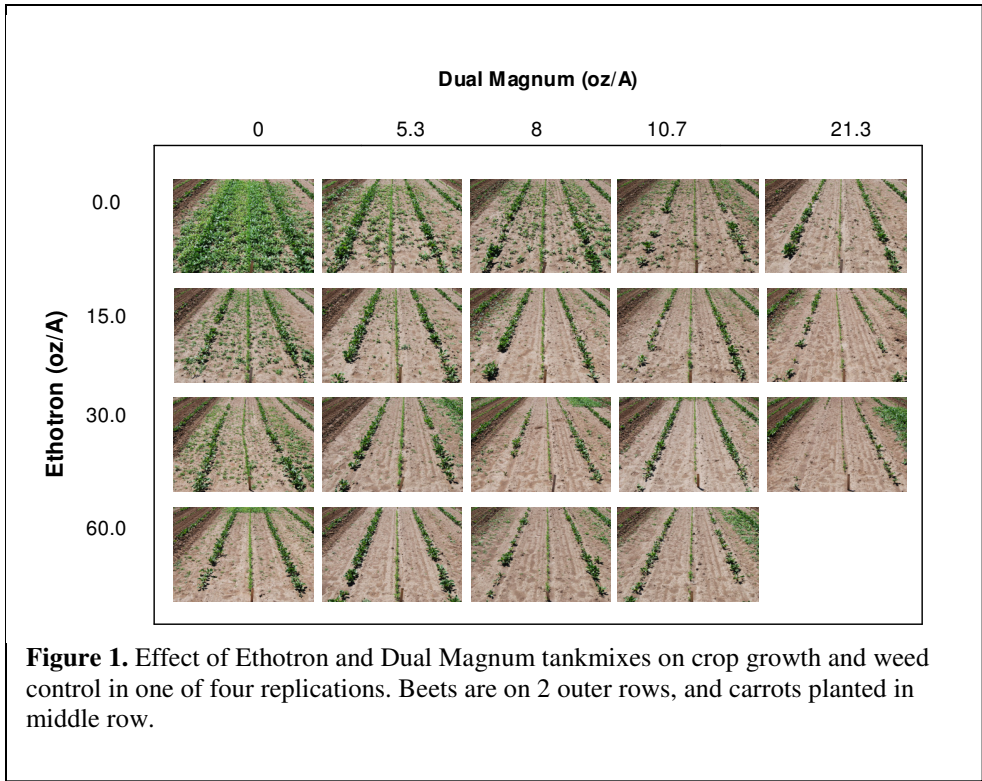 Dual Magnum (oz/A)
0 5.3 8 10.7 21.3
0.0
15.0
30.0
60.0
Ethotron (oz/A)
Figure 1. Effect of Ethotron and Dual Magnum tankmixes on crop growth and weed
control in one of four replications. Beets are on 2 outer rows, and carrots planted in
middle row.